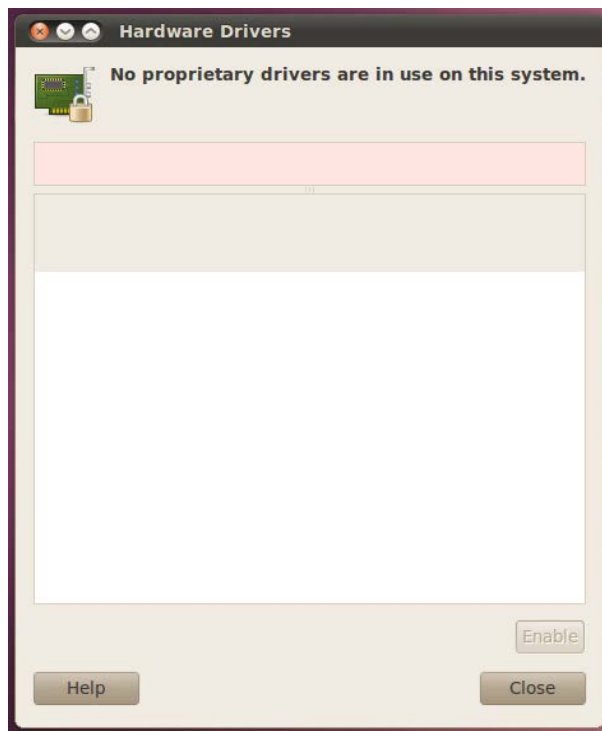 Hardware Drivers
No proprietary drivers are in use on this system.
Enable
Help
Close